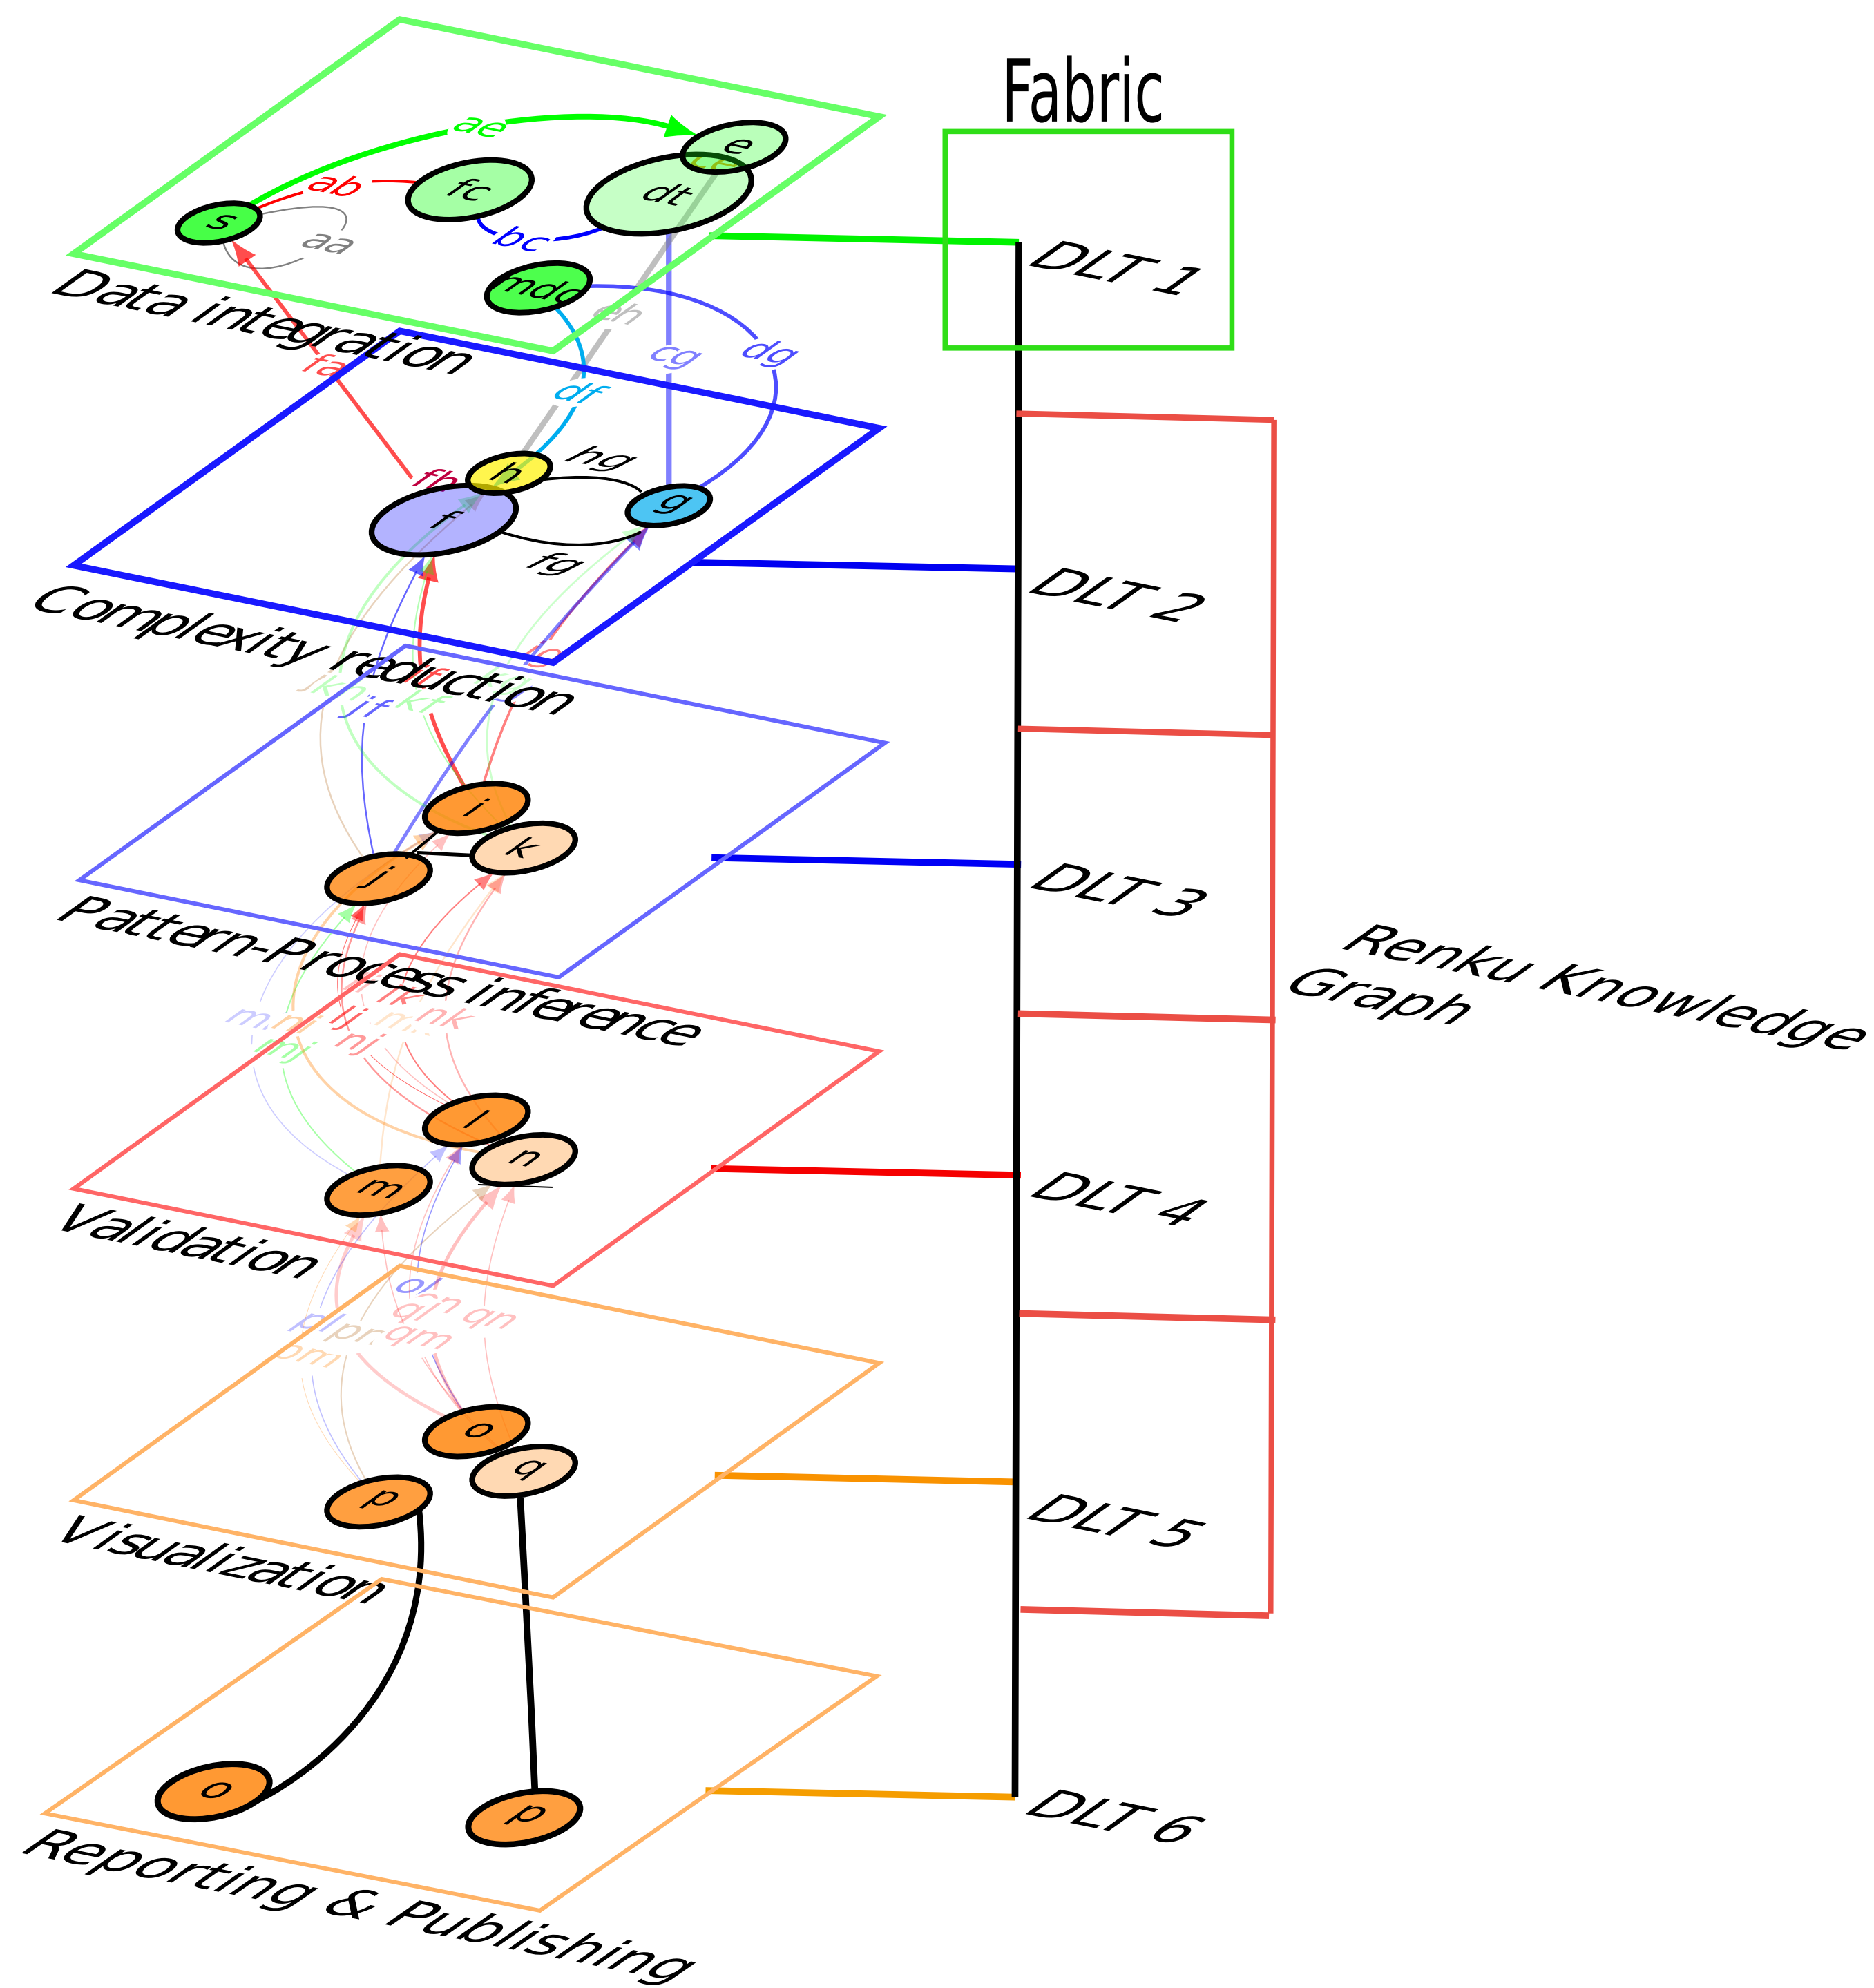 Fabric
ae
e
ab
fc
dt
s
aa
bc
DLT 1
Data integration
eh
fa
cg
dg
df
hg
fh
h
f
g
fg
DLT 2
Complexity reduction
kf
jf
i
k
j
DLT 3
Pattern-Process inference
Renku Knowledge
Graph
lk
nk
lj
nj
mj
l
n
m
DLT 4
Validation
ol
qn
pl
qm
pm
o
q
p
DLT 5
Visualization
o
p
DLT 6
Reporting & Publishing